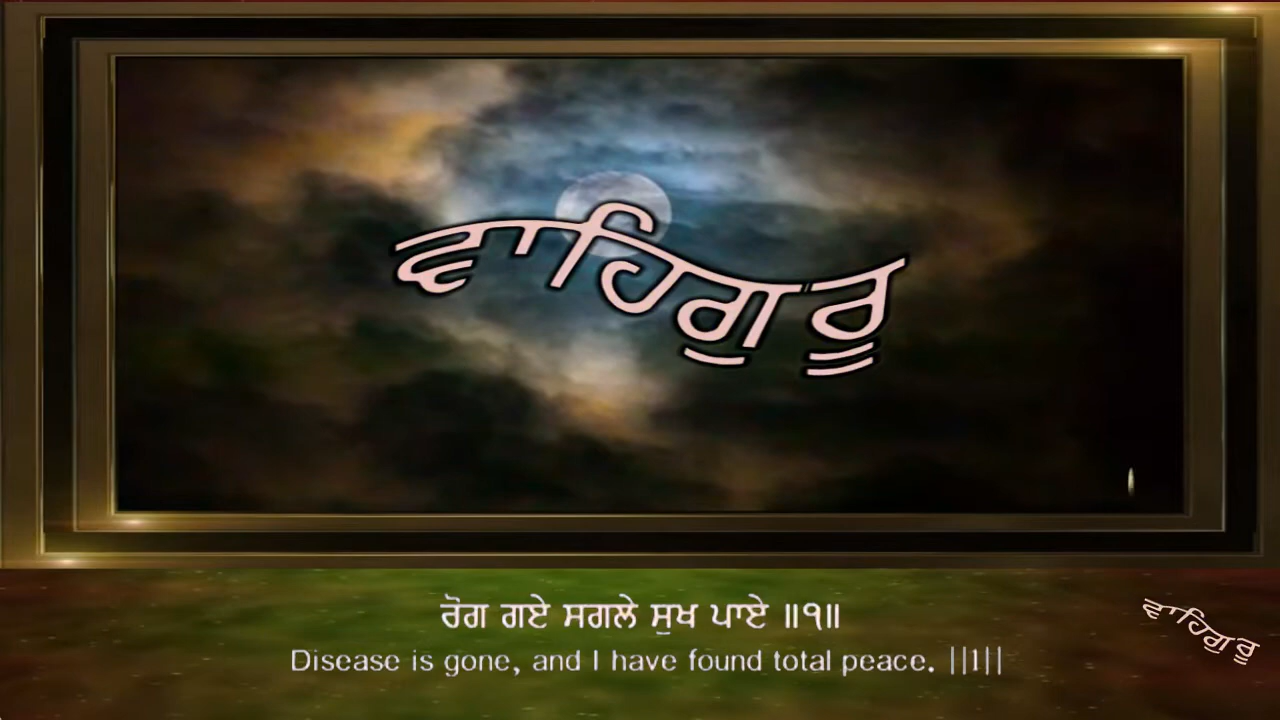 ਵਾਹਿਗੁਰੂ
ਰੋਗ ਗਏ ਸਗਲੇ ਸੁਖ ਪਾਏ ॥੧॥
Disease is gone, and I have found total peace. ||1||
ਵਾਹਿਗੁਰੂ